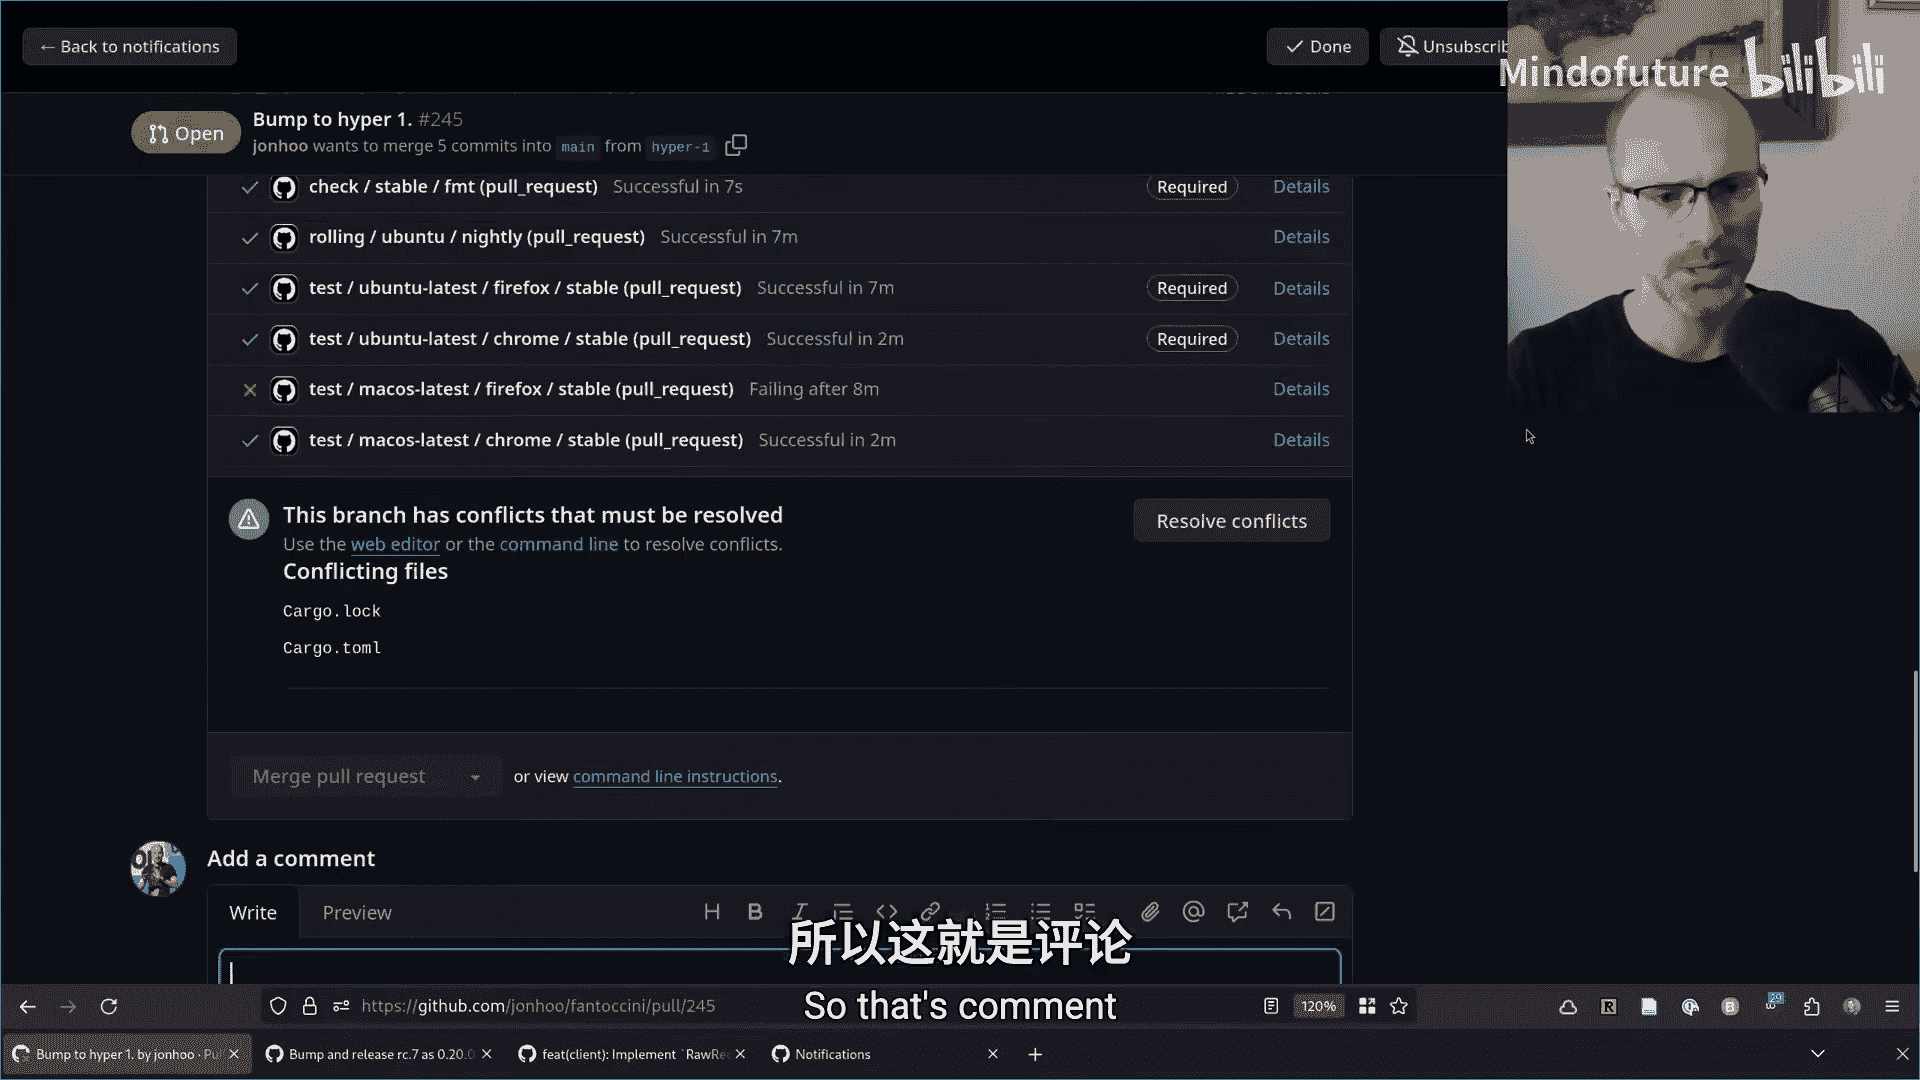 ← Back to notifications
Done
Unsubscrib
Mindofuture bilibili
Open
Bump to hyper 1. #245
jonhoo wants to merge 5 commits into main from hyper-1
check / stable / fmt (pull_request) Successful in 7s Required Details
rolling / ubuntu / nightly (pull_request) Successful in 7m Details
test / ubuntu-latest / firefox / stable (pull_request) Successful in 7m Required Details
test / ubuntu-latest / chrome / stable (pull_request) Successful in 2m Required Details
test / macos-latest / firefox / stable (pull_request) Failing after 8m Details
test / macos-latest / chrome / stable (pull_request) Successful in 2m Details
This branch has conflicts that must be resolved
Resolve conflicts
Use the web editor or the command line to resolve conflicts.
Conflicting files
Cargo.lock
Cargo.toml
Merge pull request or view command line instructions.
Add a comment
Write Preview
所以这就是评论
https://github.com/jonhoo/fantoccini/pull/245
So that's comment
120%
29
Bump to hyper 1. by jonhoo · Pul
Bump and release rc.7 as 0.20.0
feat(client): Implement `RawRe
Notifications